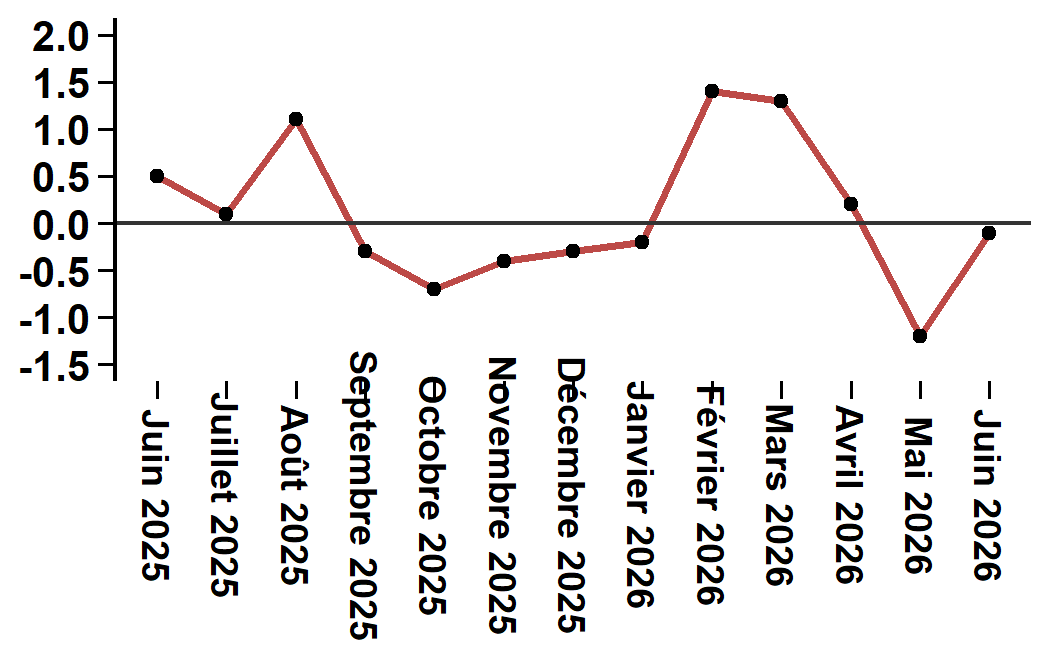 2.0
1.5
1.0
0.5
0.0
-0.5
-1.0
-1.5
Juin 2025
Juillet 2025
Août 2025
Septembre 2025
Octobre 2025
Novembre 2025
Décembre 2025
Janvier 2026
Février 2026
Mars 2026
Avril 2026
Mai 2026
Juin 2026